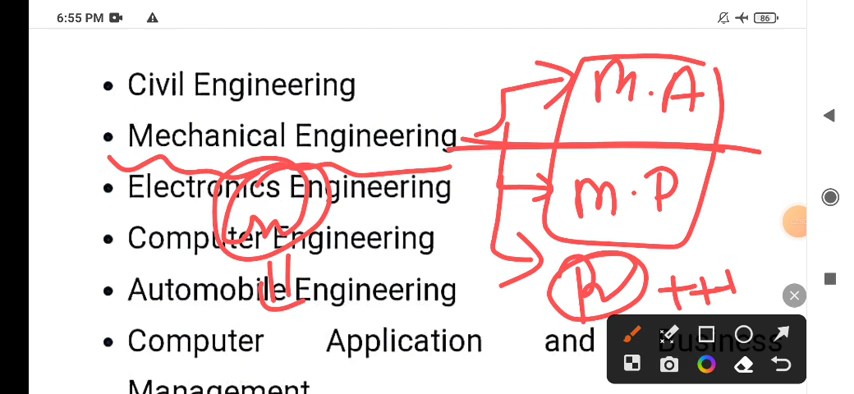 6:55 PM 86
• Civil Engineering M.A
• Mechanical Engineering
• Electronics Engineering M.P
• Computer Engineering
• Automobile Engineering
• Computer Application and Business
Management